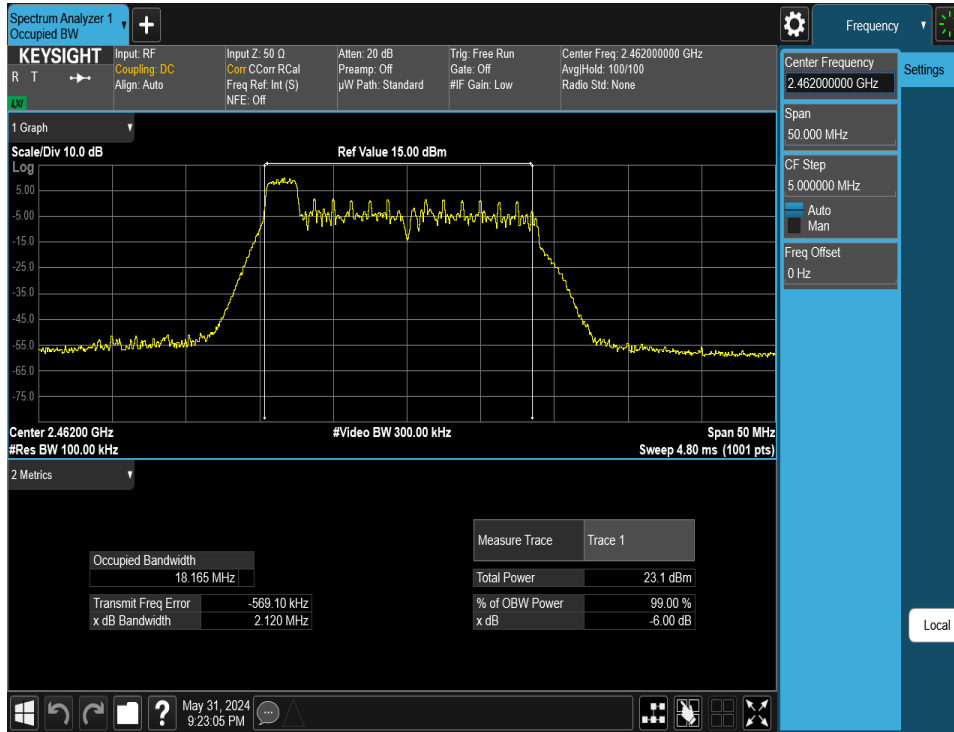 Spectrum Analyzer 1
Occupied BW
+
Frequency
KEYSIGHT
R T
LXI
Input: RF
Coupling: DC
Align: Auto
Input Z: 50 Ω
Corr CCorr RCal
Freq Ref: Int (S)
NFE: Off
Atten: 20 dB
Preamp: Off
µW Path: Standard
Trig: Free Run
Gate: Off
#IF Gain: Low
Center Freq: 2.462000000 GHz
Avg|Hold: 100/100
Radio Std: None
Center Frequency
2.462000000 GHz
Settings
Span
50.000 MHz
CF Step
5.000000 MHz
Auto
Man
Freq Offset
0 Hz
Local
1 Graph
Scale/Div 10.0 dB
Ref Value 15.00 dBm
Log
5.00
-5.00
-15.0
-25.0
-35.0
-45.0
-55.0
-65.0
-75.0
Center 2.46200 GHz
#Video BW 300.00 kHz
Span 50 MHz
#Res BW 100.00 kHz
Sweep 4.80 ms (1001 pts)
2 Metrics
Measure Trace Trace 1
Occupied Bandwidth
18.165 MHz
Total Power 23.1 dBm
Transmit Freq Error -569.10 kHz
% of OBW Power 99.00 %
x dB Bandwidth 2.120 MHz
x dB -6.00 dB
?
May 31, 2024
9:23:05 PM